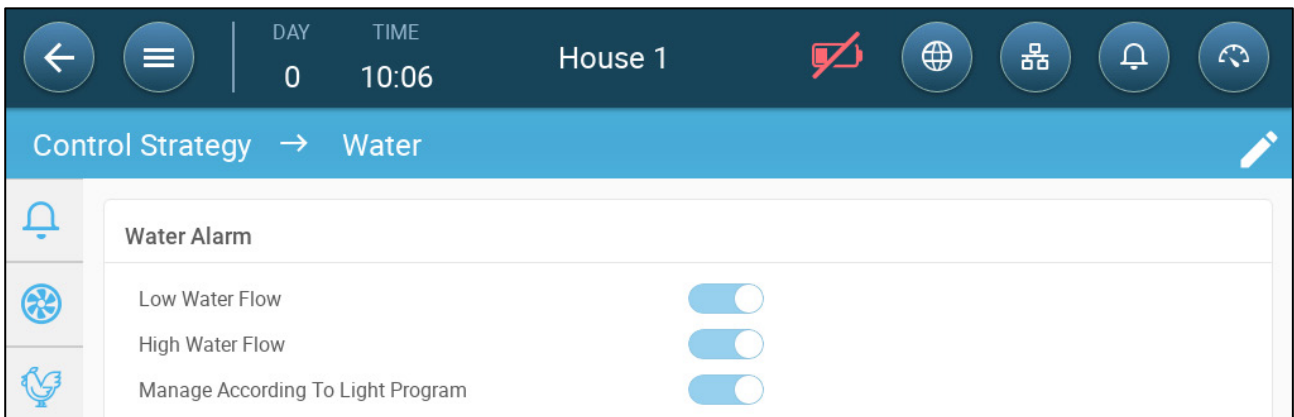 DAY TIME
0 10:06 House 1
Control Strategy → Water
Water Alarm
Low Water Flow
High Water Flow
Manage According To Light Program